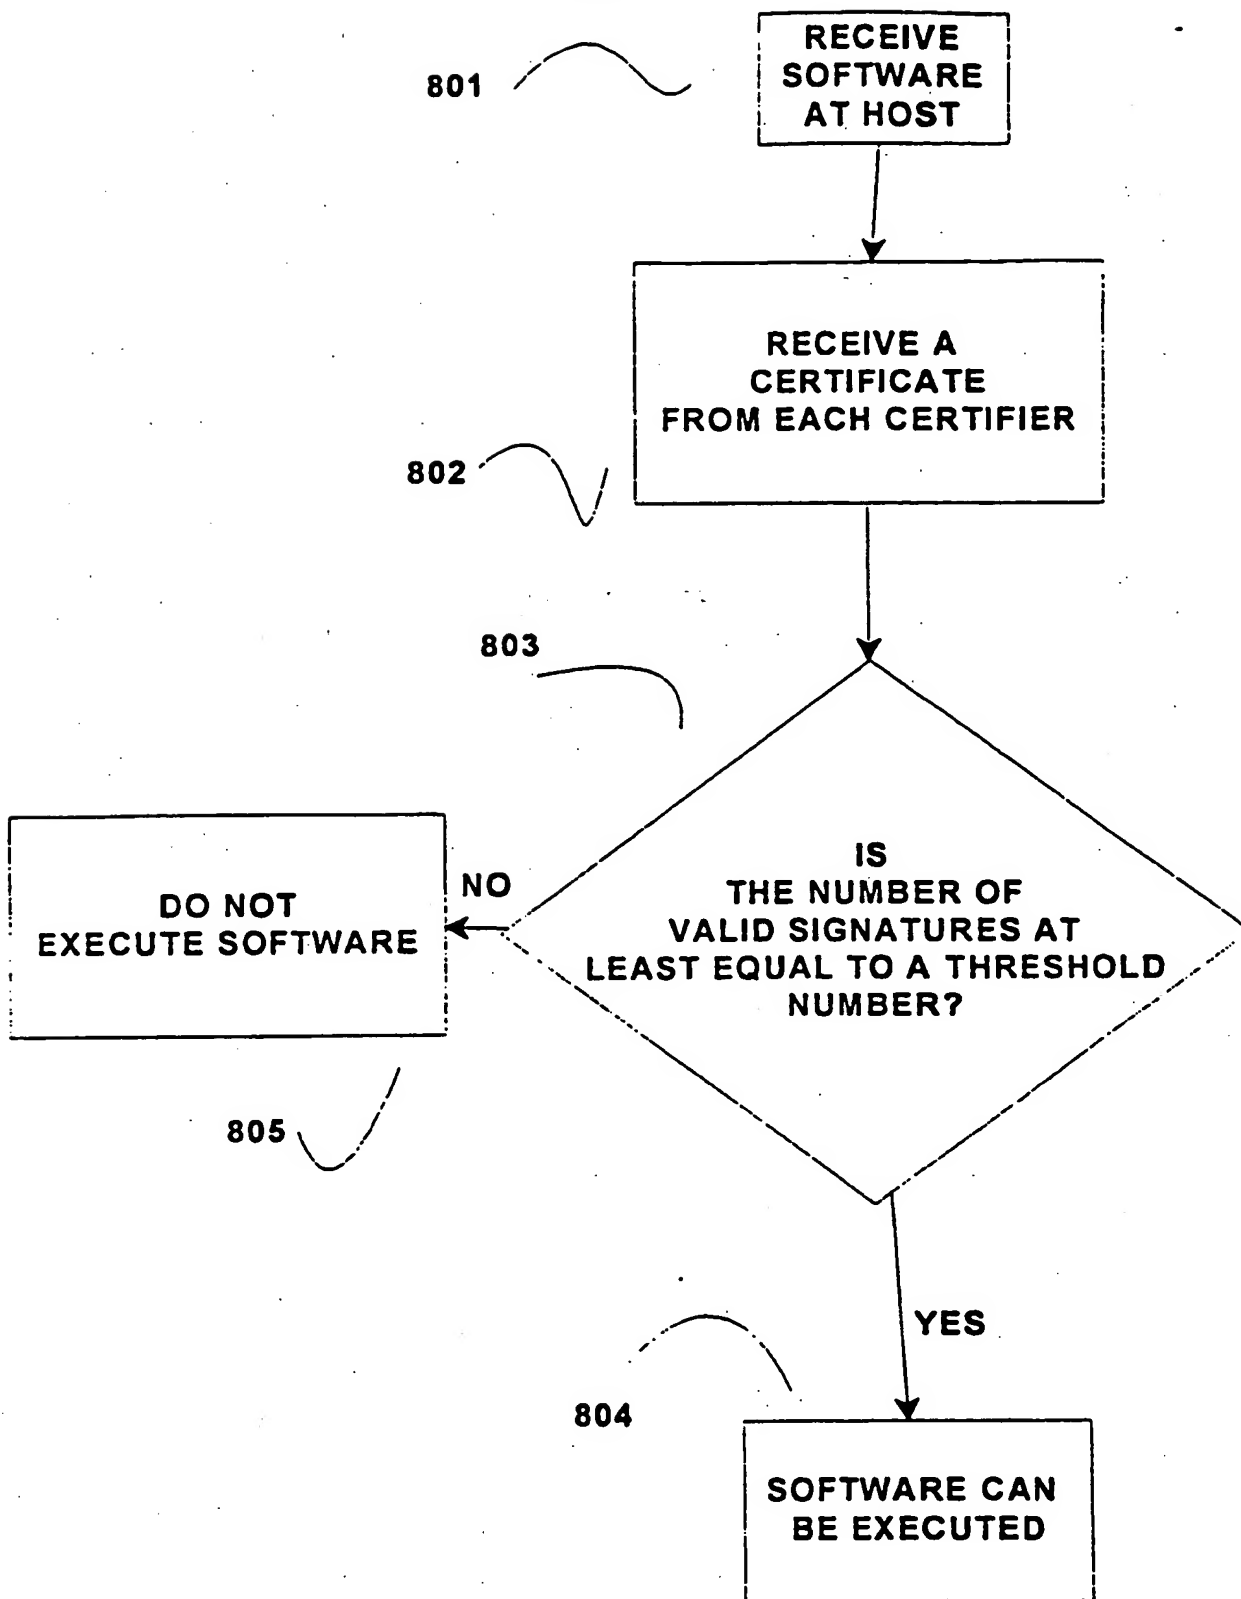 801
RECEIVE
SOFTWARE
AT HOST
RECEIVE A
CERTIFICATE
FROM EACH CERTIFIER
802
803
IS
THE NUMBER OF
VALID SIGNATURES AT
LEAST EQUAL TO A THRESHOLD
NUMBER?
NO
DO NOT
EXECUTE SOFTWARE
805
YES
804
SOFTWARE CAN
BE EXECUTED